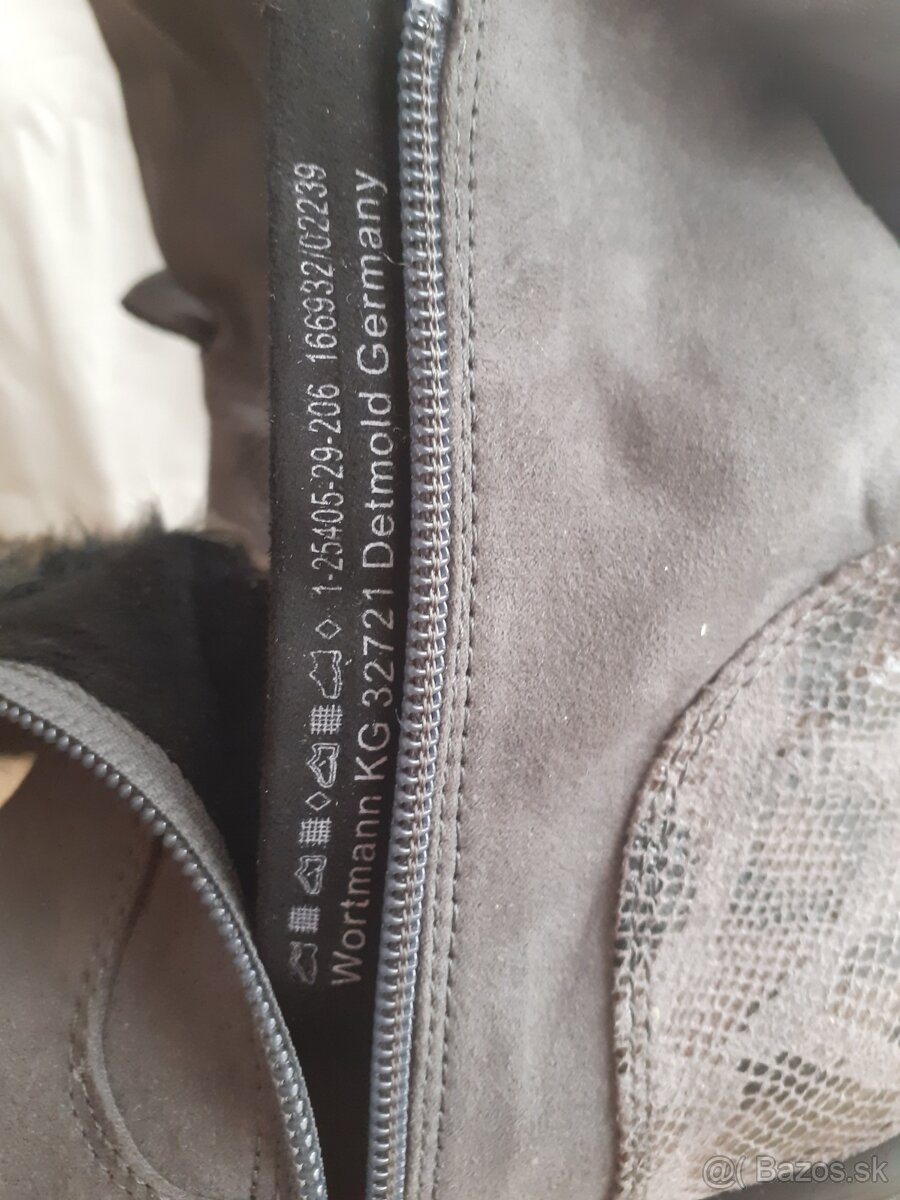 1-25405-29-206 166932/02239
Wortmann KG 32721 Detmold Germany
@( Bazos.sk